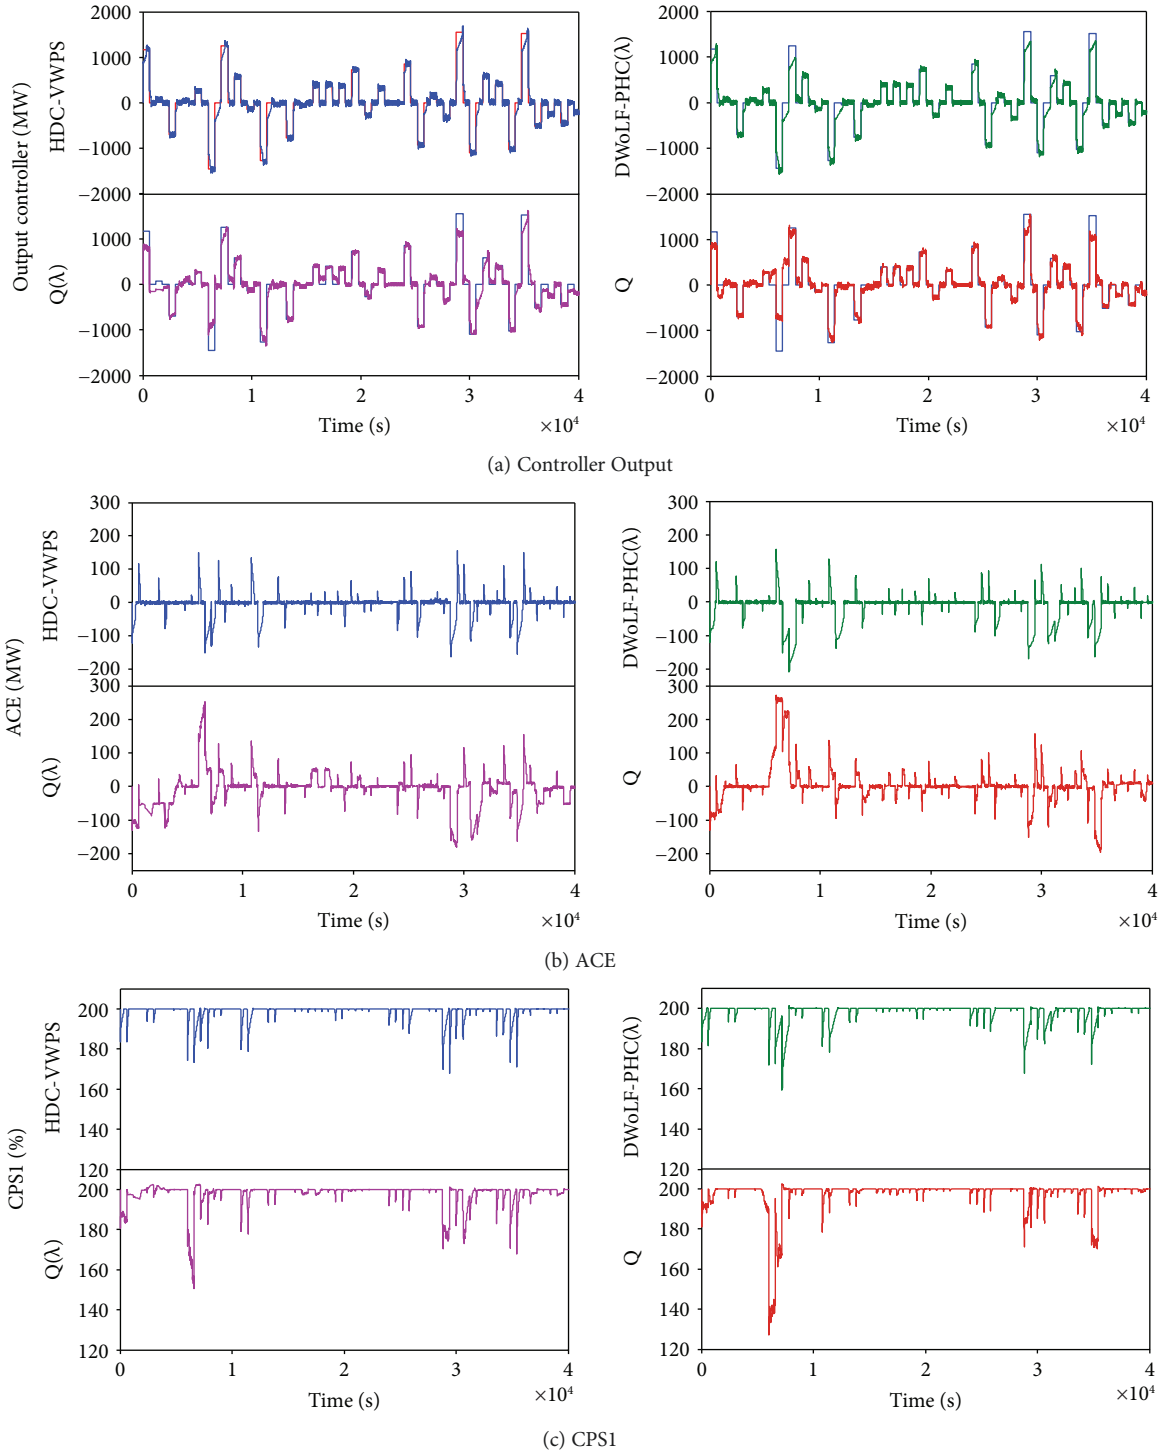 Output controller (MW)
HDC-VWPS
2000
1000
0
−1000
−2000
Q(λ)
1000
0
−1000
−2000
0 1 2 3 4
Time (s) ×10⁴
DWoLF-PHC(λ)
2000
1000
0
−1000
−2000
Q
1000
0
−1000
−2000
0 1 2 3 4
Time (s) ×10⁴
(a) Controller Output
ACE (MW)
HDC-VWPS
300
200
100
0
−100
−200
300
Q(λ)
200
100
0
−100
−200
0 1 2 3 4
Time (s) ×10⁴
DWoLF-PHC(λ)
300
200
100
0
−100
−200
300
Q
200
100
0
−100
−200
0 1 2 3 4
Time (s) ×10⁴
(b) ACE
CPS1 (%)
HDC-VWPS
200
180
160
140
120
Q(λ)
200
180
160
140
120
0 1 2 3 4
Time (s) ×10⁴
DWoLF-PHC(λ)
200
180
160
140
120
Q
200
180
160
140
120
0 1 2 3 4
Time (s) ×10⁴
(c) CPS1